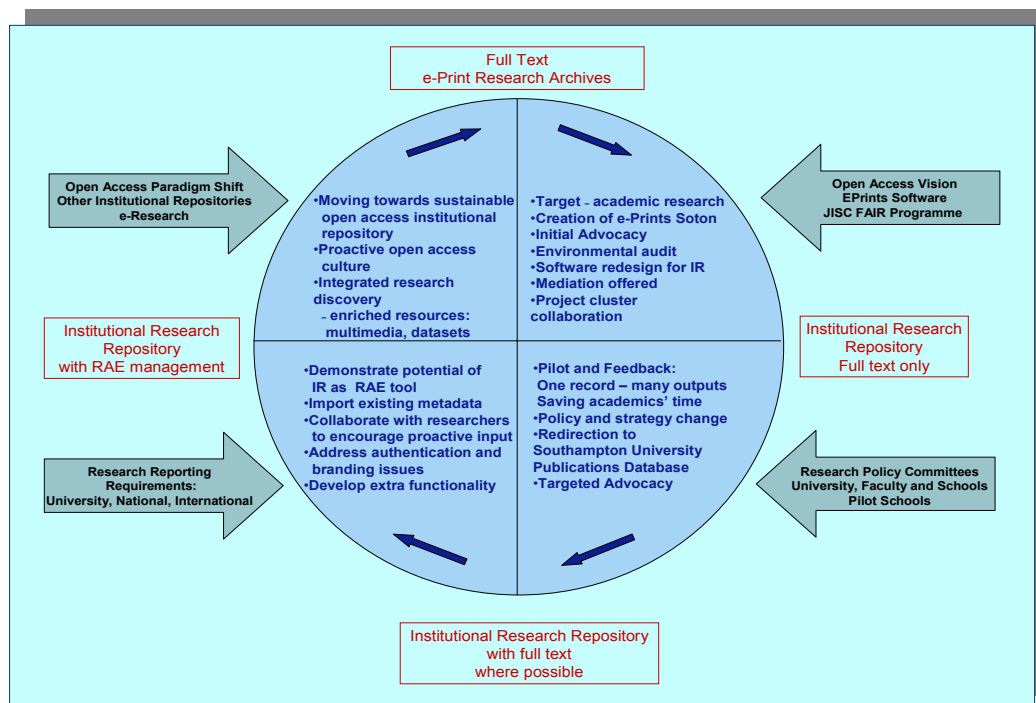 Full Text
e-Print Research Archives
Open Access Paradigm Shift
Other Institutional Repositories
e-Research
•Moving towards sustainable
open access institutional
repository
•Proactive open access
culture
•Integrated research
discovery
- enriched resources:
multimedia, datasets
•Target - academic research
•Creation of e-Prints Soton
•Initial Advocacy
•Environmental audit
•Software redesign for IR
•Mediation offered
•Project cluster
collaboration
Open Access Vision
EPrints Software
JISC FAIR Programme
Institutional Research
Repository
with RAE management
Institutional Research
Repository
Full text only
•Demonstrate potential of
IR as RAE tool
•Import existing metadata
•Collaborate with researchers
to encourage proactive input
•Address authentication and
branding issues
•Develop extra functionality
•Pilot and Feedback:
One record – many outputs
Saving academics' time
•Policy and strategy change
•Redirection to
Southampton University
Publications Database
•Targeted Advocacy
Research Reporting
Requirements:
University, National, International
Research Policy Committees
University, Faculty and Schools
Pilot Schools
Institutional Research Repository
with full text
where possible